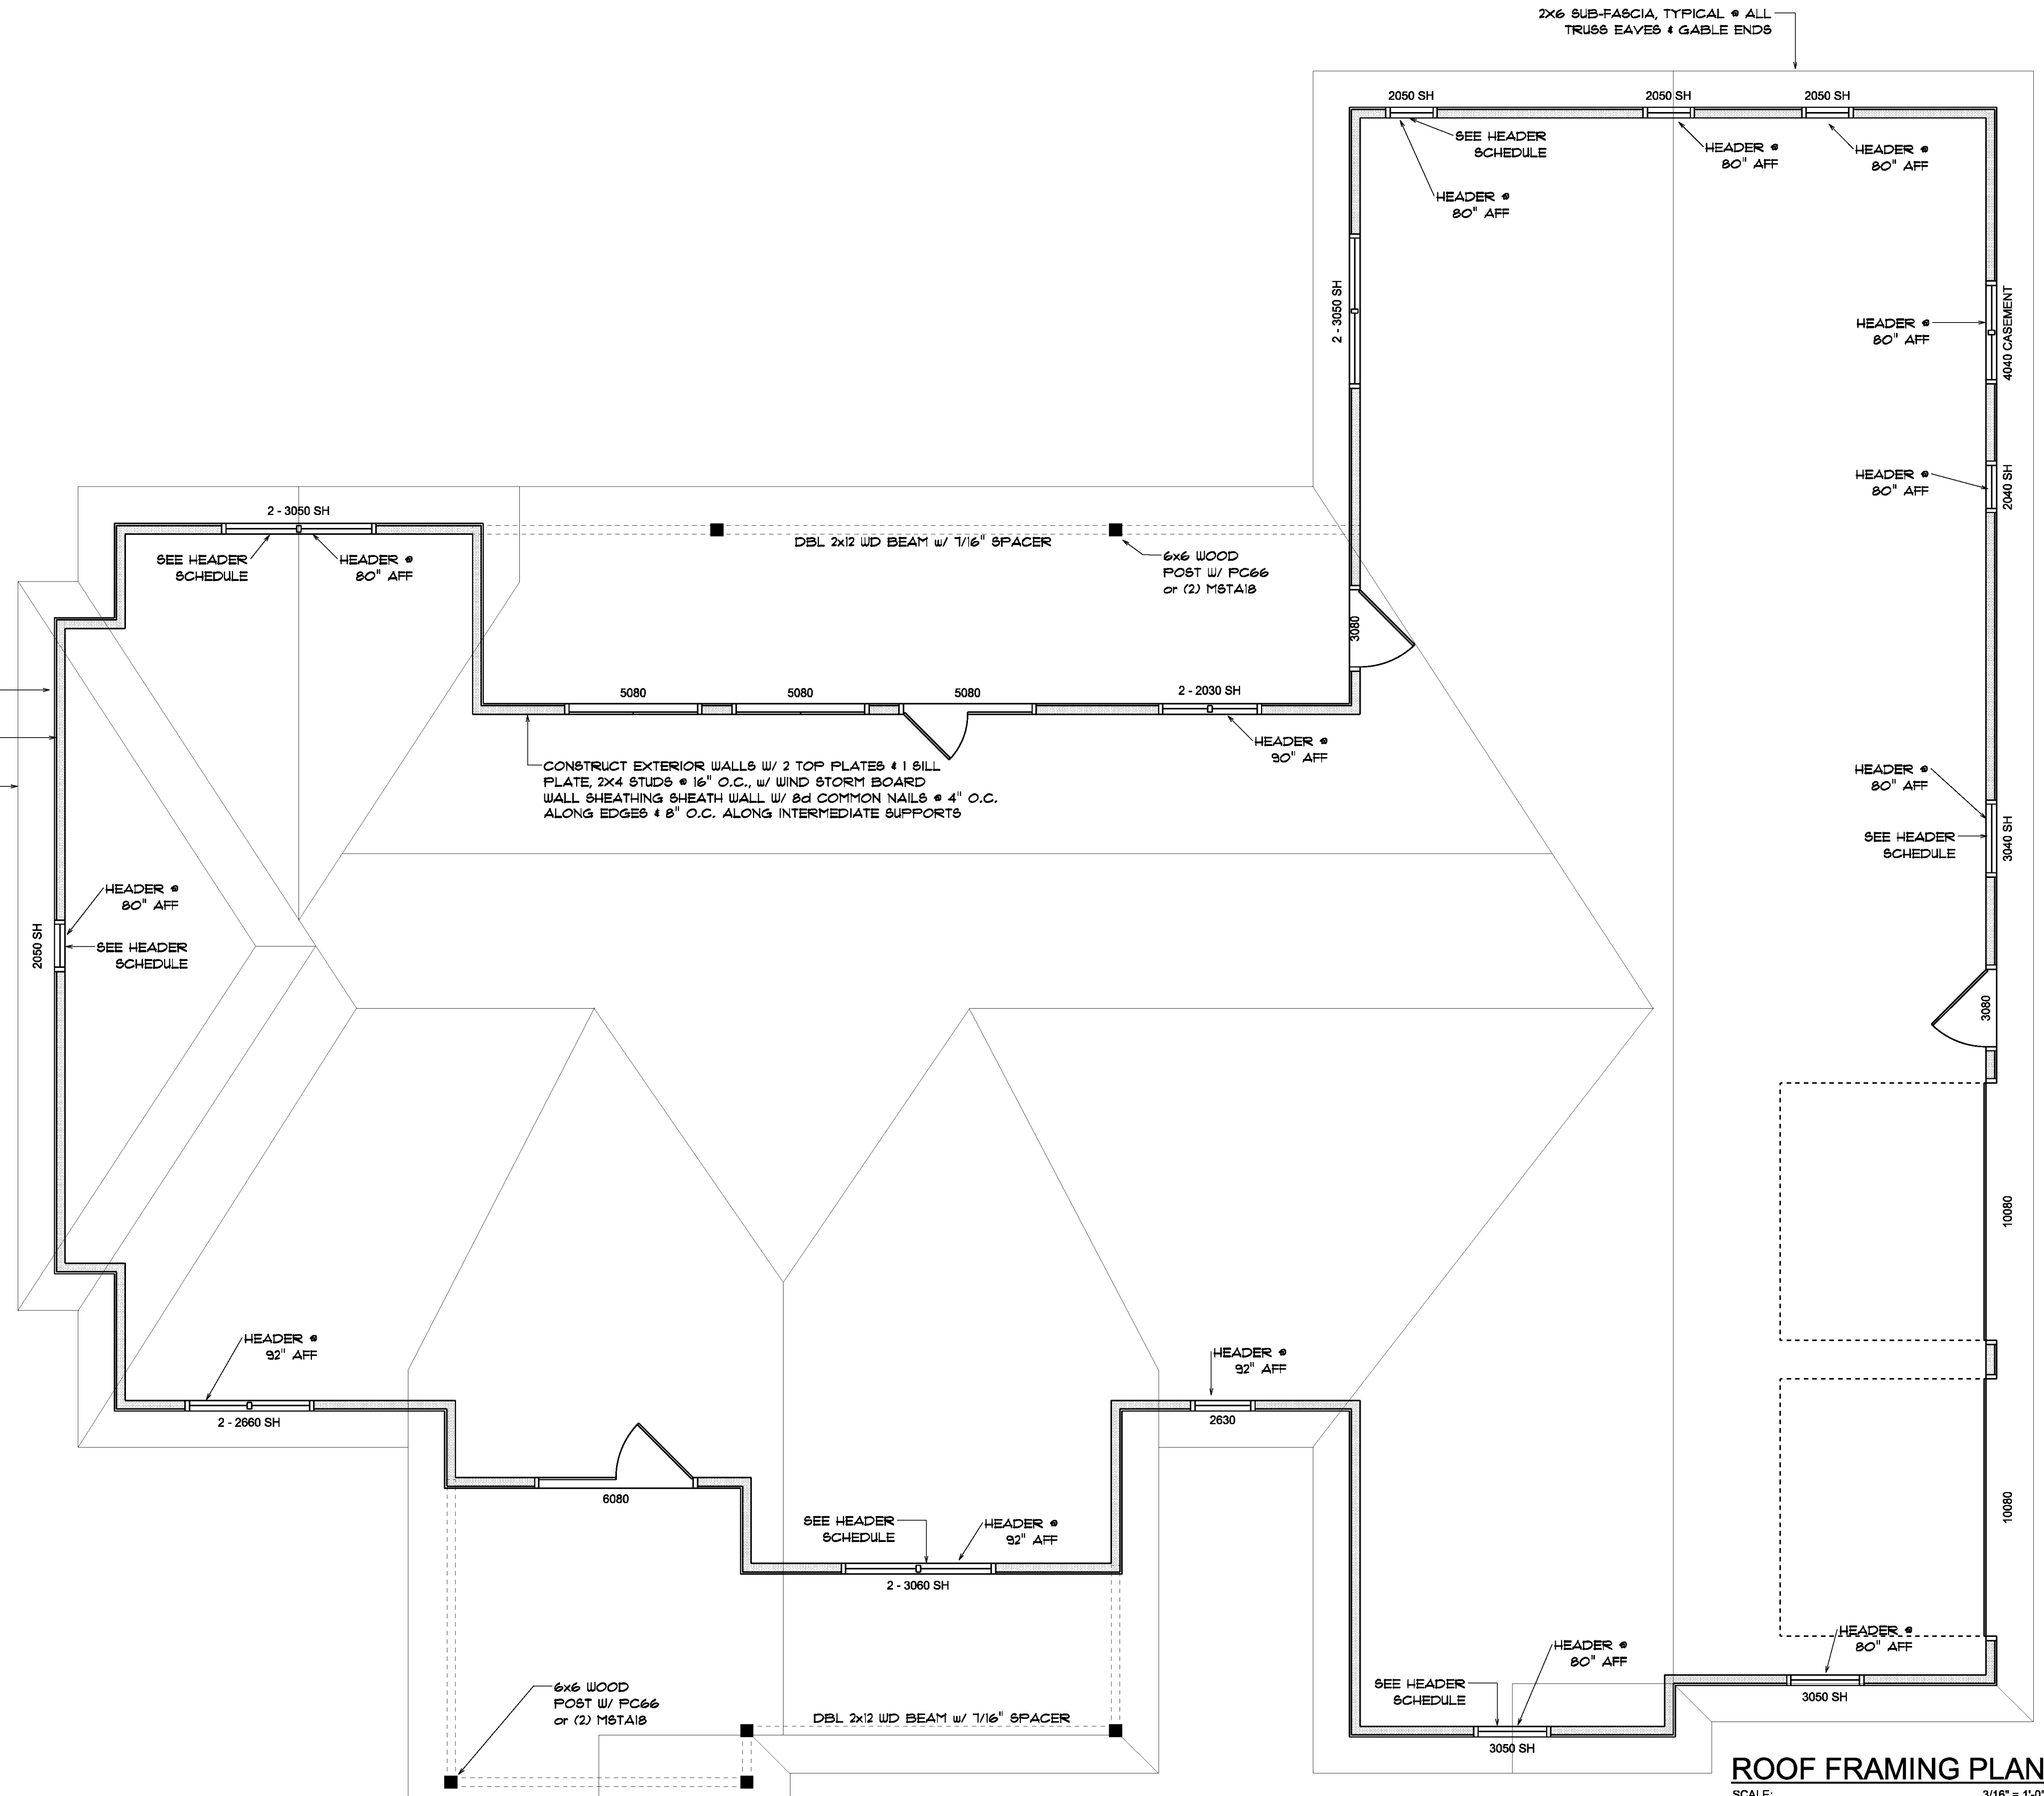 2X6 SUB-FASCIA, TYPICAL @ ALL
TRUSS EAVES & GABLE ENDS
2050 SH
2050 SH
2050 SH
SEE HEADER
SCHEDULE
HEADER @
80" AFF
HEADER @
80" AFF
HEADER @
80" AFF
2 - 3050 SH
HEADER @
80" AFF
4040 CASEMENT
HEADER @
80" AFF
2040 SH
2 - 3050 SH
SEE HEADER
SCHEDULE
HEADER @
80" AFF
DBL 2x12 WD BEAM w/ 7/16" SPACER
6x6 WOOD
POST W/ PC66
or (2) MSTA18
3080
5080
5080
5080
2 - 2030 SH
HEADER @
90" AFF
CONSTRUCT EXTERIOR WALLS W/ 2 TOP PLATES & 1 SILL
PLATE, 2X4 STUDS @ 16" O.C., w/ WIND STORM BOARD
WALL SHEATHING SHEATH WALL W/ 8d COMMON NAILS @ 4" O.C.
ALONG EDGES & 8" O.C. ALONG INTERMEDIATE SUPPORTS
HEADER @
80" AFF
SEE HEADER
SCHEDULE
3040 SH
HEADER @
80" AFF
SEE HEADER
SCHEDULE
2050 SH
3080
10080
HEADER @
92" AFF
2 - 2660 SH
HEADER @
92" AFF
2630
6080
SEE HEADER
SCHEDULE
HEADER @
92" AFF
2 - 3060 SH
10080
HEADER @
80" AFF
HEADER @
80" AFF
SEE HEADER
SCHEDULE
3050 SH
3050 SH
6x6 WOOD
POST W/ PC66
or (2) MSTA18
DBL 2x12 WD BEAM w/ 7/16" SPACER
ROOF FRAMING PLAN
SCALE: 3/16" = 1'-0"